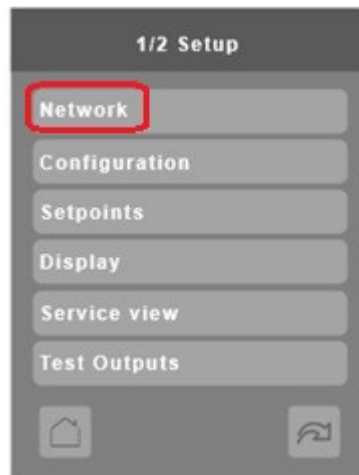 1/2 Setup
Network
Configuration
Setpoints
Display
Service view
Test Outputs